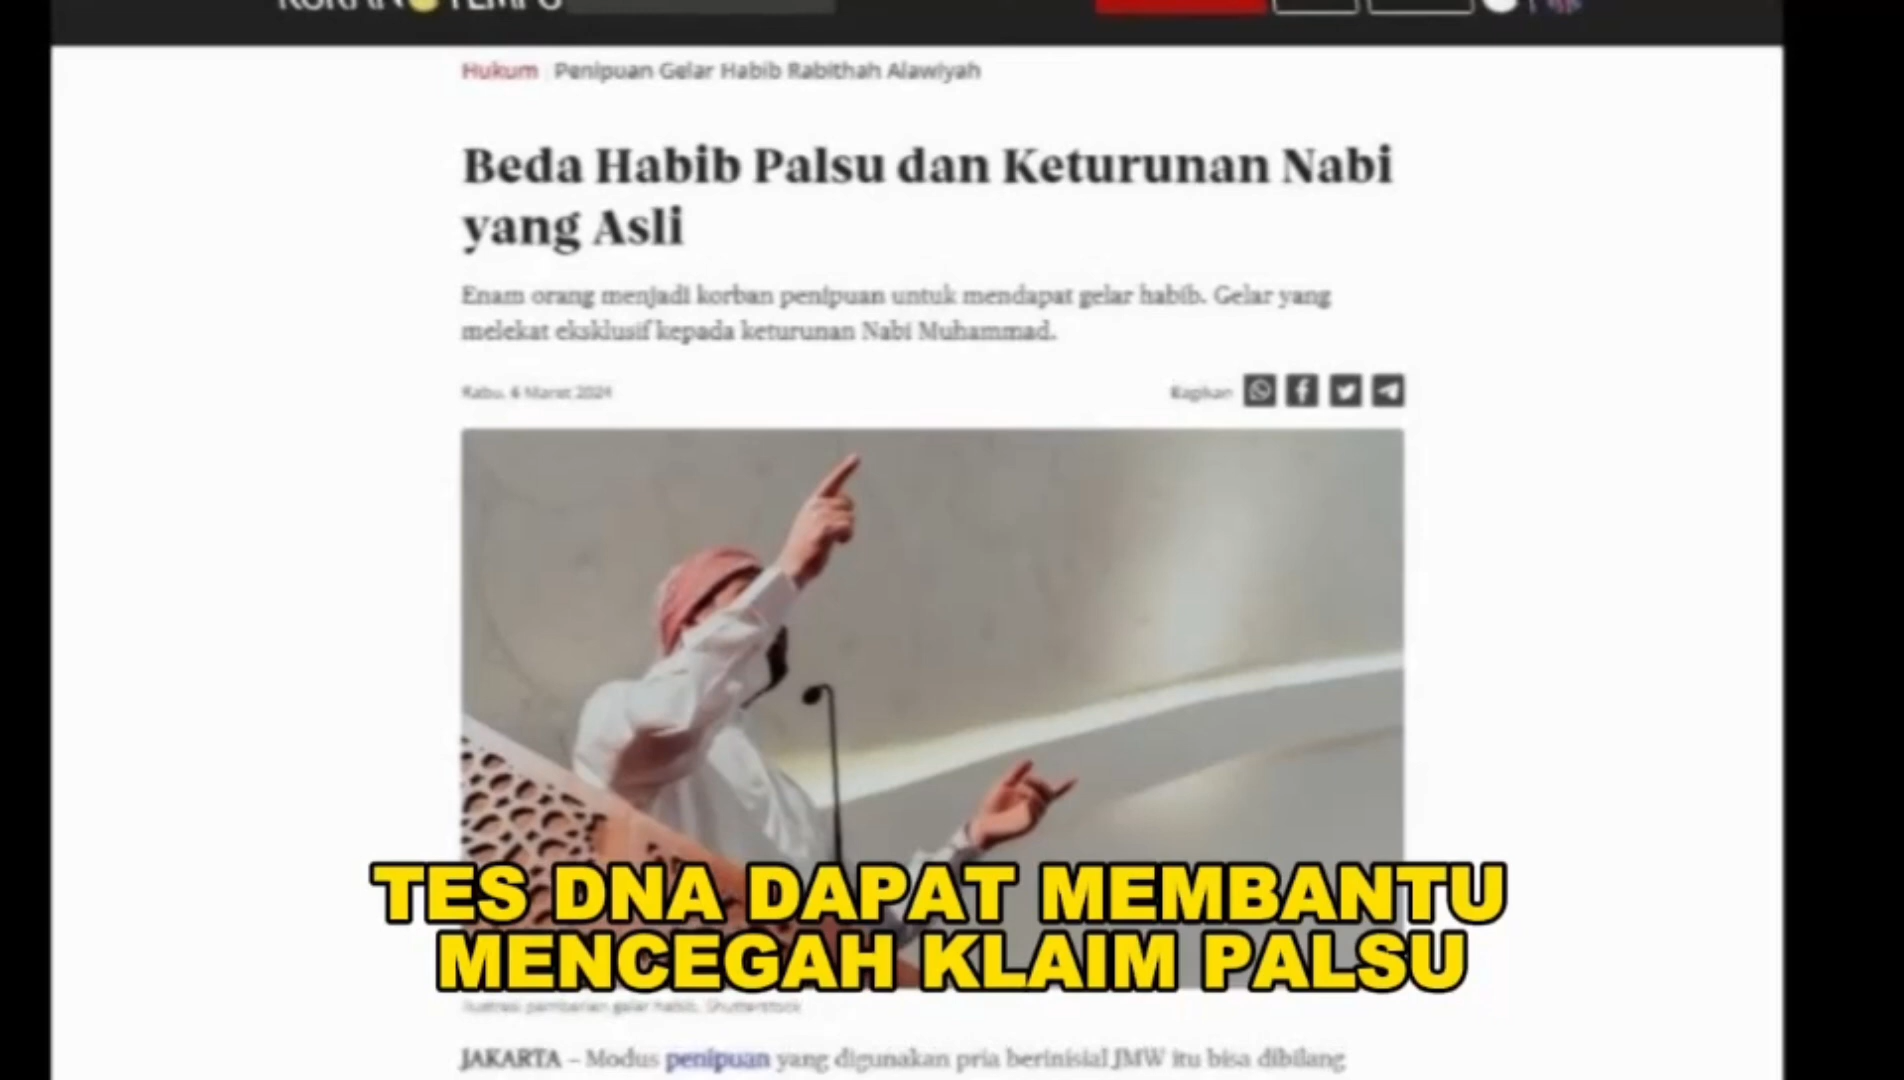 KORAN TEMPO
Hukum Penipuan Gelar Habib Rabithah Alawiyah
Beda Habib Palsu dan Keturunan Nabi
yang Asli
Enam orang menjadi korban penipuan untuk mendapat gelar habib. Gelar yang
melekat eksklusif kepada keturunan Nabi Muhammad.
Rabu, 6 Maret 2024
Bagikan
TES DNA DAPAT MEMBANTU
MENCEGAH KLAIM PALSU
Ilustrasi pemberian gelar habib. Shutterstock
JAKARTA – Modus penipuan yang digunakan pria berinisial JMW itu bisa dibilang